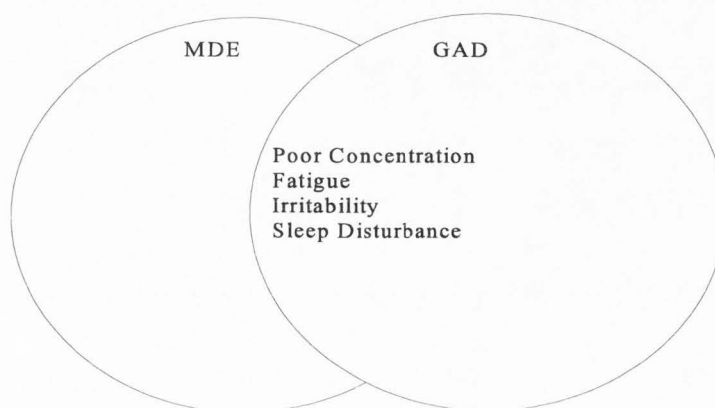 MDE
GAD
Poor Concentration
Fatigue
Irritability
Sleep Disturbance